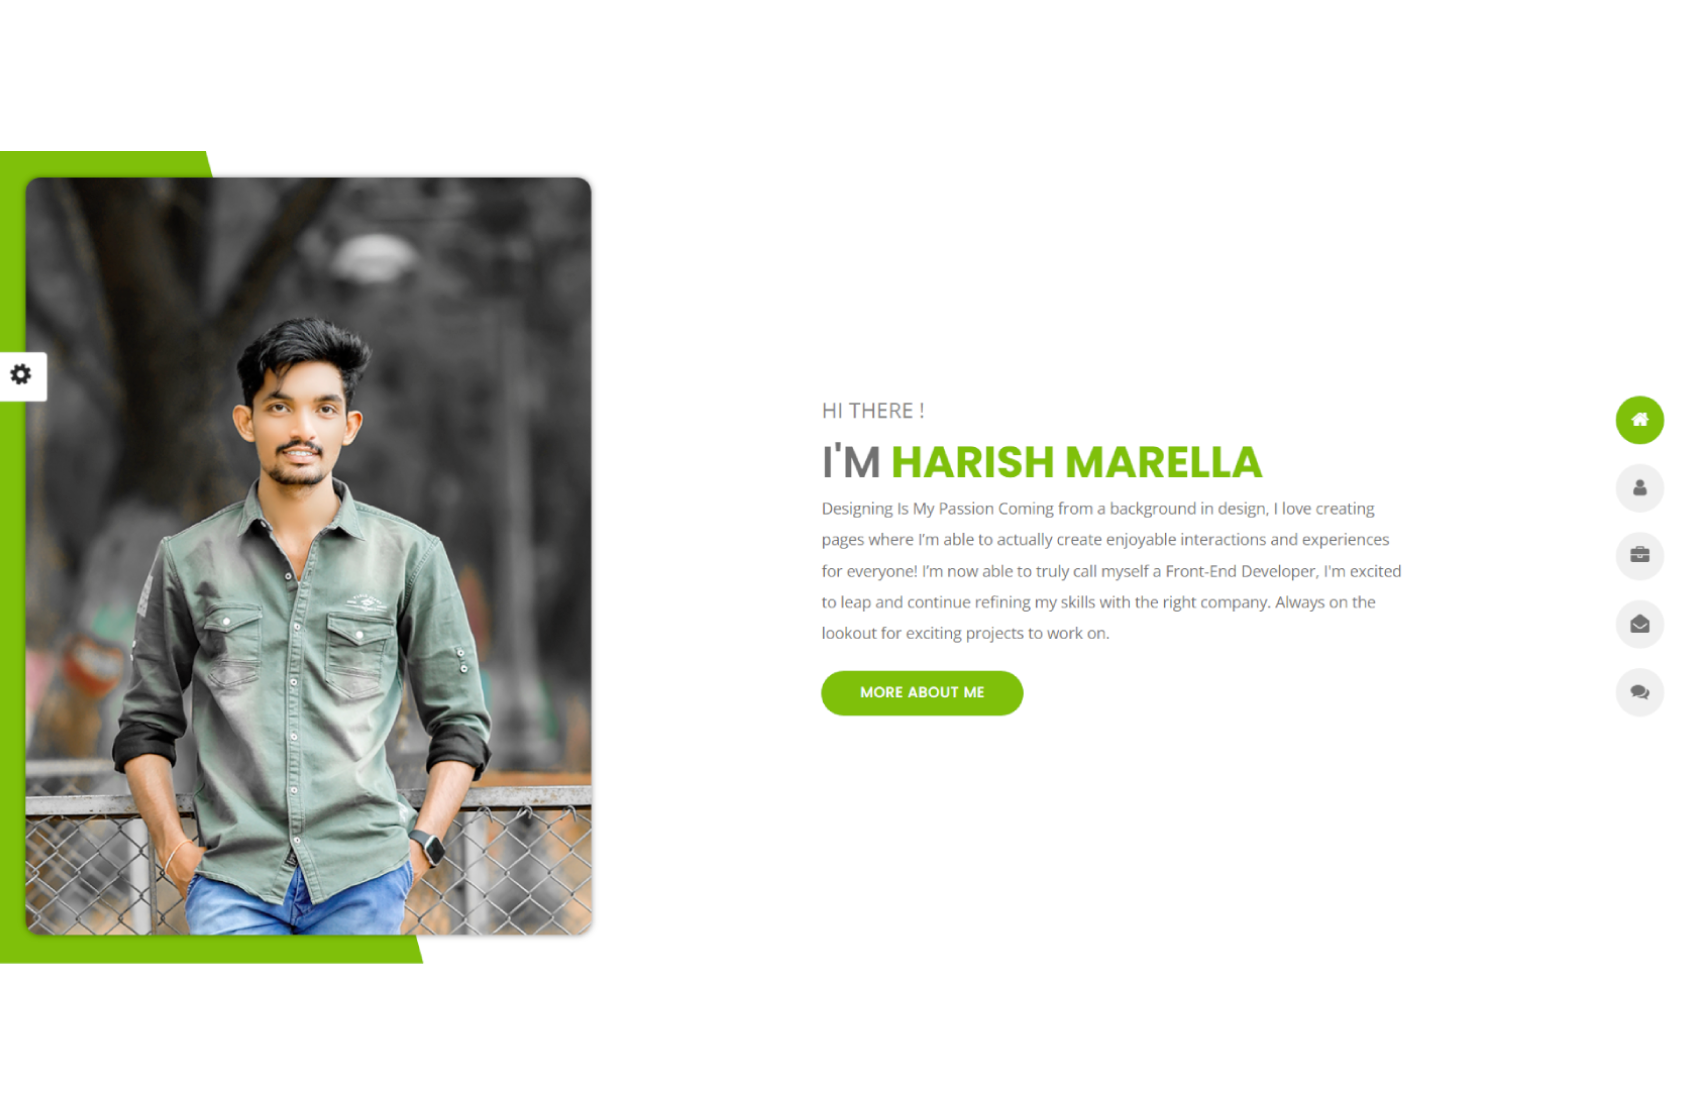 HI THERE !
I'M HARISH MARELLA
Designing Is My Passion Coming from a background in design, I love creating
pages where I'm able to actually create enjoyable interactions and experiences
for everyone! I'm now able to truly call myself a Front-End Developer, I'm excited
to leap and continue refining my skills with the right company. Always on the
lookout for exciting projects to work on.
MORE ABOUT ME